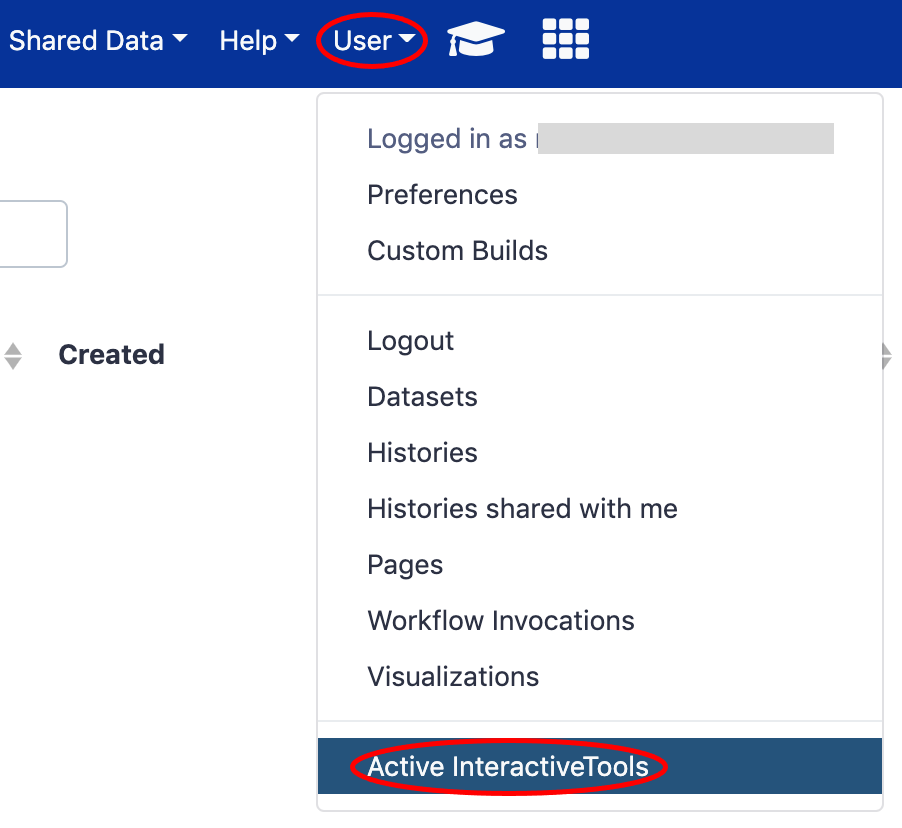 Shared Data Help User
Logged in as
Preferences
Custom Builds
Created
Logout
Datasets
Histories
Histories shared with me
Pages
Workflow Invocations
Visualizations
Active InteractiveTools